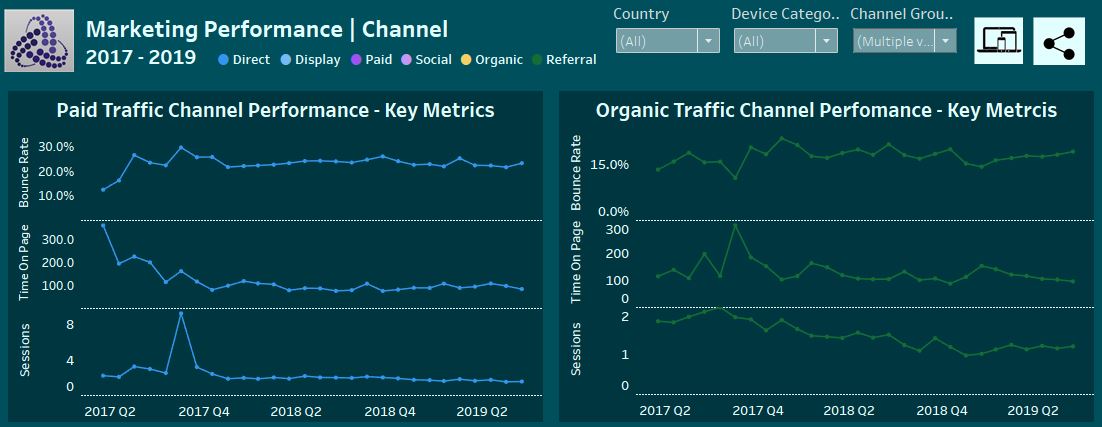 Marketing Performance | Channel
2017 - 2019
Direct Display Paid Social Organic Referral
Country
(All)
Device Catego..
(All)
Channel Grou..
(Multiple v...
Paid Traffic Channel Performance - Key Metrics
Bounce Rate
30.0%
20.0%
10.0%
Time On Page
300.0
200.0
100.0
Sessions
8
4
0
2017 Q2 2017 Q4 2018 Q2 2018 Q4 2019 Q2
Organic Traffic Channel Perfomance - Key Metrcis
Bounce Rate
15.0%
0.0%
Time On Page
300
200
100
0
Sessions
2
1
0
2017 Q2 2017 Q4 2018 Q2 2018 Q4 2019 Q2